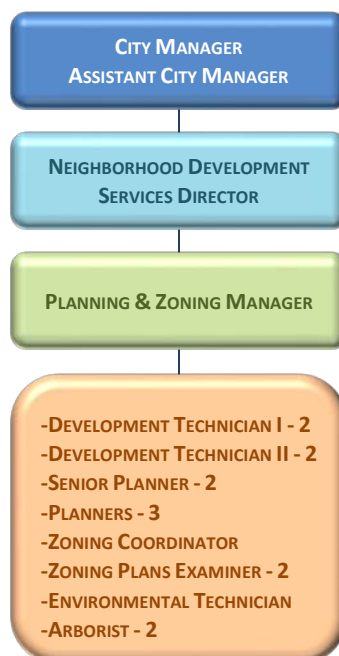 City Manager
Assistant City Manager
Neighborhood Development
Services Director
Planning & Zoning Manager
-Development Technician I - 2
-Development Technician II - 2
-Senior Planner - 2
-Planners - 3
-Zoning Coordinator
-Zoning Plans Examiner - 2
-Environmental Technician
-Arborist - 2